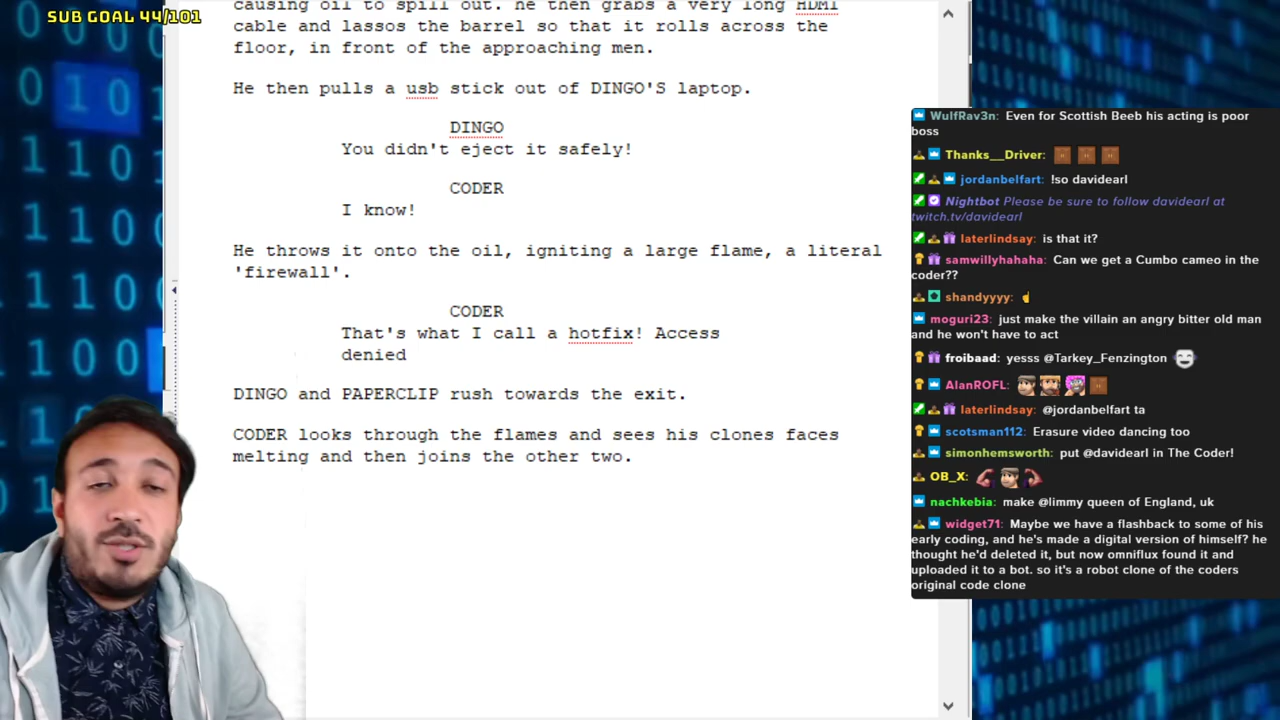 SUB GOAL 44/101
causing oil to spill out. He then grabs a very long HDMI
cable and lassos the barrel so that it rolls across the
floor, in front of the approaching men.
He then pulls a usb stick out of DINGO'S laptop.
DINGO
You didn't eject it safely!
CODER
I know!
He throws it onto the oil, igniting a large flame, a literal
'firewall'.
CODER
That's what I call a hotfix! Access
denied
DINGO and PAPERCLIP rush towards the exit.
CODER looks through the flames and sees his clones faces
melting and then joins the other two.
WulfRav3n: Even for Scottish Beeb his acting is poor
boss
Thanks__Driver:
jordanbelfart: !so davidearl
Nightbot Please be sure to follow davidearl at
twitch.tv/davidearl
laterlindsay: is that it?
samwillyhahaha: Can we get a Cumbo cameo in the
coder??
shandyyyy:
moguri23: just make the villain an angry bitter old man
and he won't have to act
froibaad: yesss @Tarkey_Fenzington
AlanROFL:
laterlindsay: @jordanbelfart ta
scotsman112: Erasure video dancing too
simonhemsworth: put @davidearl in The Coder!
OB_X:
nachkebia: make @limmy queen of England, uk
widget71: Maybe we have a flashback to some of his
early coding, and he's made a digital version of himself? he
thought he'd deleted it, but now omniflux found it and
uploaded it to a bot. so it's a robot clone of the coders
original code clone